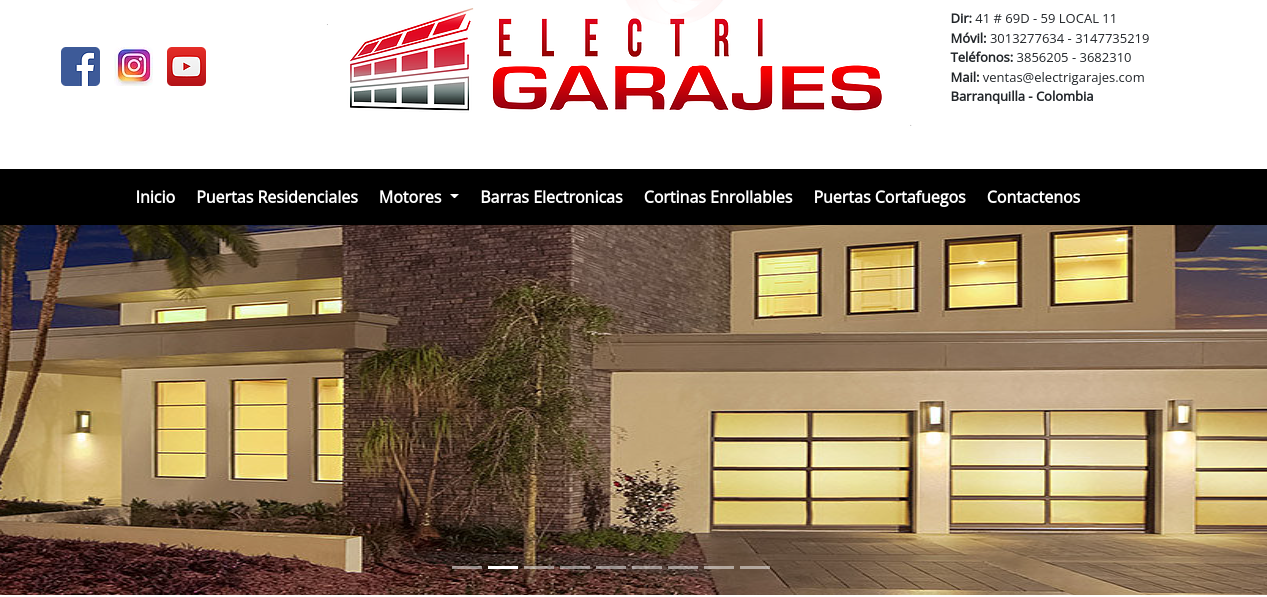 ELECTRI
GARAJES
Dir: 41 # 69D - 59 LOCAL 11
Móvil: 3013277634 - 3147735219
Teléfonos: 3856205 - 3682310
Mail: ventas@electrigarajes.com
Barranquilla - Colombia
Inicio Puertas Residenciales Motores Barras Electronicas Cortinas Enrollables Puertas Cortafuegos Contactenos